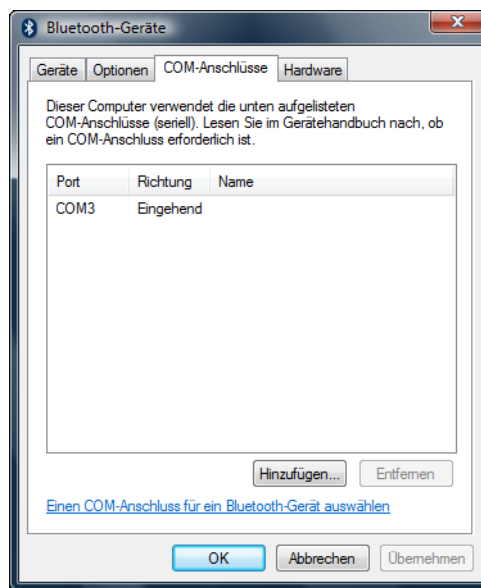 Bluetooth-Geräte
Geräte Optionen COM-Anschlüsse Hardware
Dieser Computer verwendet die unten aufgelisteten
COM-Anschlüsse (seriell). Lesen Sie im Gerätehandbuch nach, ob
ein COM-Anschluss erforderlich ist.
Port Richtung Name
COM3 Eingehend
Hinzufügen... Entfernen
Einen COM-Anschluss für ein Bluetooth-Gerät auswählen
OK Abbrechen Übernehmen